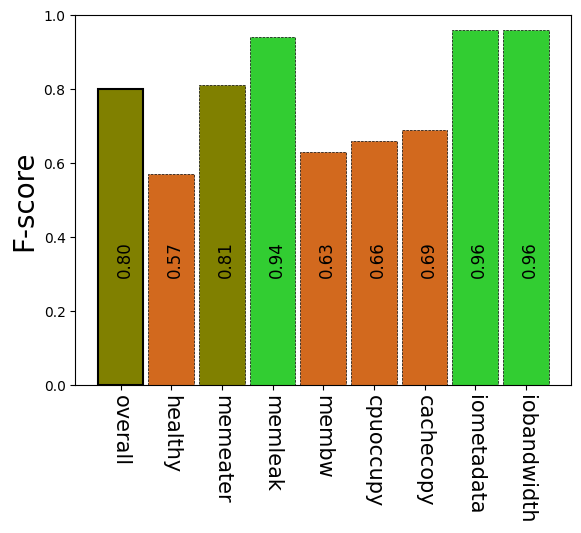 F-score
1.0
0.8
0.6
0.4
0.2
0.0
0.80
0.57
0.81
0.94
0.63
0.66
0.69
0.96
0.96
overall
healthy
memeater
memleak
membw
cpuoccupy
cachecopy
iometadata
iobandwidth